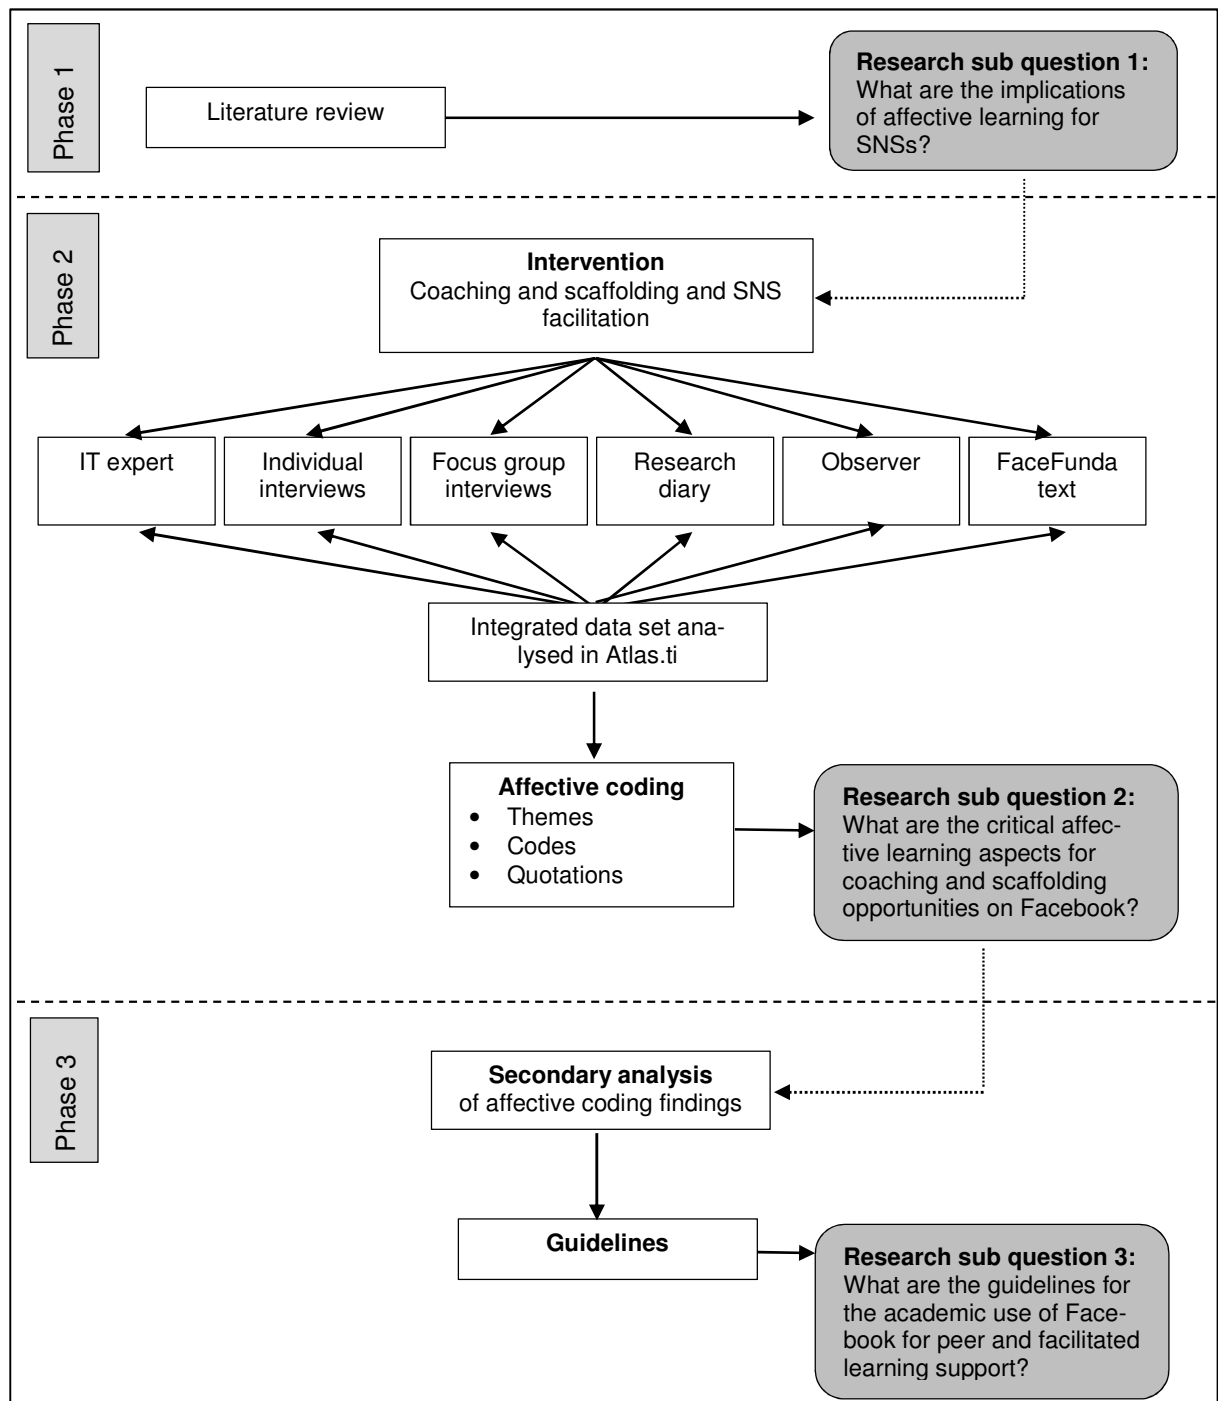 Phase 1
Literature review
Research sub question 1:
What are the implications
of affective learning for
SNSs?
Phase 2
Intervention
Coaching and scaffolding and SNS
facilitation
IT expert
Individual
interviews
Focus group
interviews
Research
diary
Observer
FaceFunda
text
Integrated data set ana-
lysed in Atlas.ti
Affective coding
• Themes
• Codes
• Quotations
Research sub question 2:
What are the critical affec-
tive learning aspects for
coaching and scaffolding
opportunities on Facebook?
Phase 3
Secondary analysis
of affective coding findings
Guidelines
Research sub question 3:
What are the guidelines for
the academic use of Face-
book for peer and facilitated
learning support?